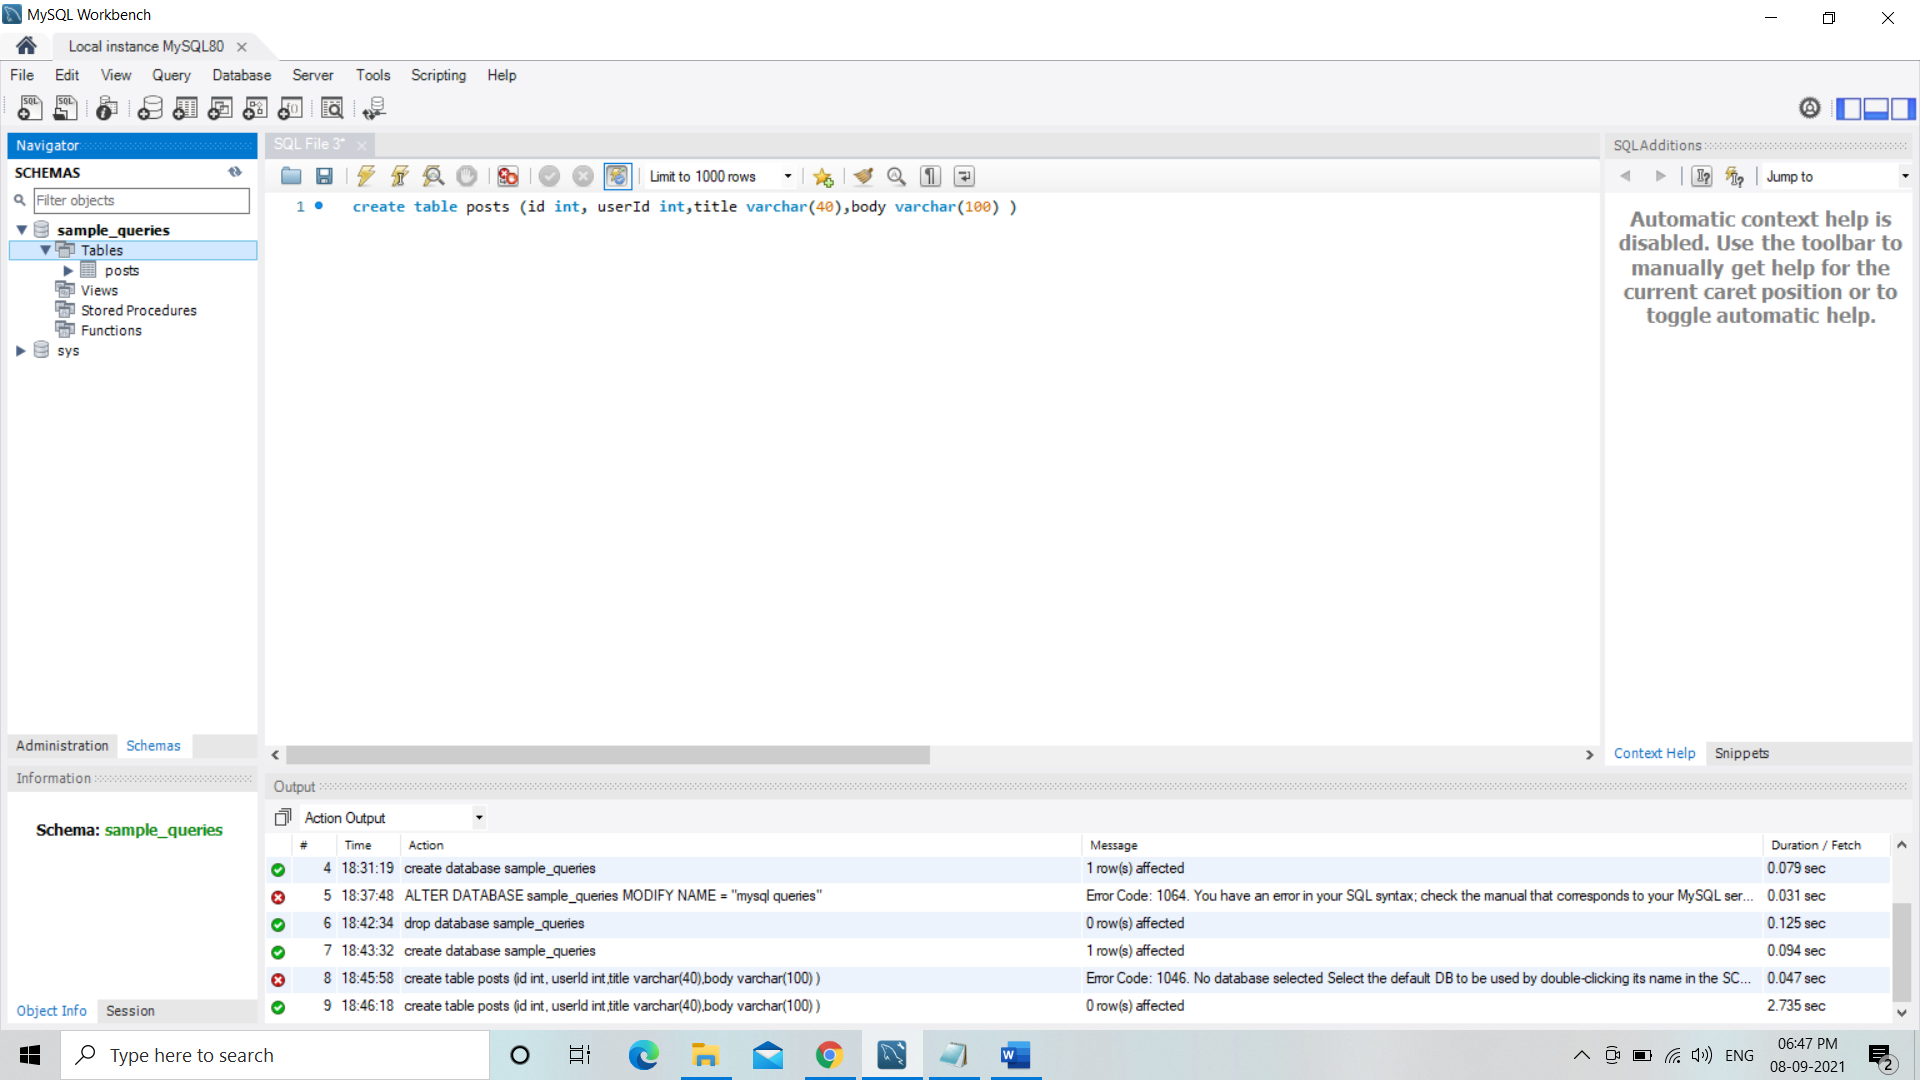 MySQL Workbench
Local instance MySQL80
File Edit View Query Database Server Tools Scripting Help
Navigator
SCHEMAS
Filter objects
sample_queries
Tables
posts
Views
Stored Procedures
Functions
sys
Administration Schemas
Information
Schema: sample_queries
Object Info Session
SQL File 3*
Limit to 1000 rows
1 create table posts (id int, userId int,title varchar(40),body varchar(100) )
SQLAdditions
Jump to
Automatic context help is
disabled. Use the toolbar to
manually get help for the
current caret position or to
toggle automatic help.
Context Help Snippets
Output
Action Output
# Time Action Message Duration / Fetch
4 18:31:19 create database sample_queries 1 row(s) affected 0.079 sec
5 18:37:48 ALTER DATABASE sample_queries MODIFY NAME = "mysql queries" Error Code: 1064. You have an error in your SQL syntax; check the manual that corresponds to your MySQL ser... 0.031 sec
6 18:42:34 drop database sample_queries 0 row(s) affected 0.125 sec
7 18:43:32 create database sample_queries 1 row(s) affected 0.094 sec
8 18:45:58 create table posts (id int, userId int,title varchar(40),body varchar(100) ) Error Code: 1046. No database selected Select the default DB to be used by double-clicking its name in the SC... 0.047 sec
9 18:46:18 create table posts (id int, userId int,title varchar(40),body varchar(100) ) 0 row(s) affected 2.735 sec
Type here to search
ENG
06:47 PM
08-09-2021
2